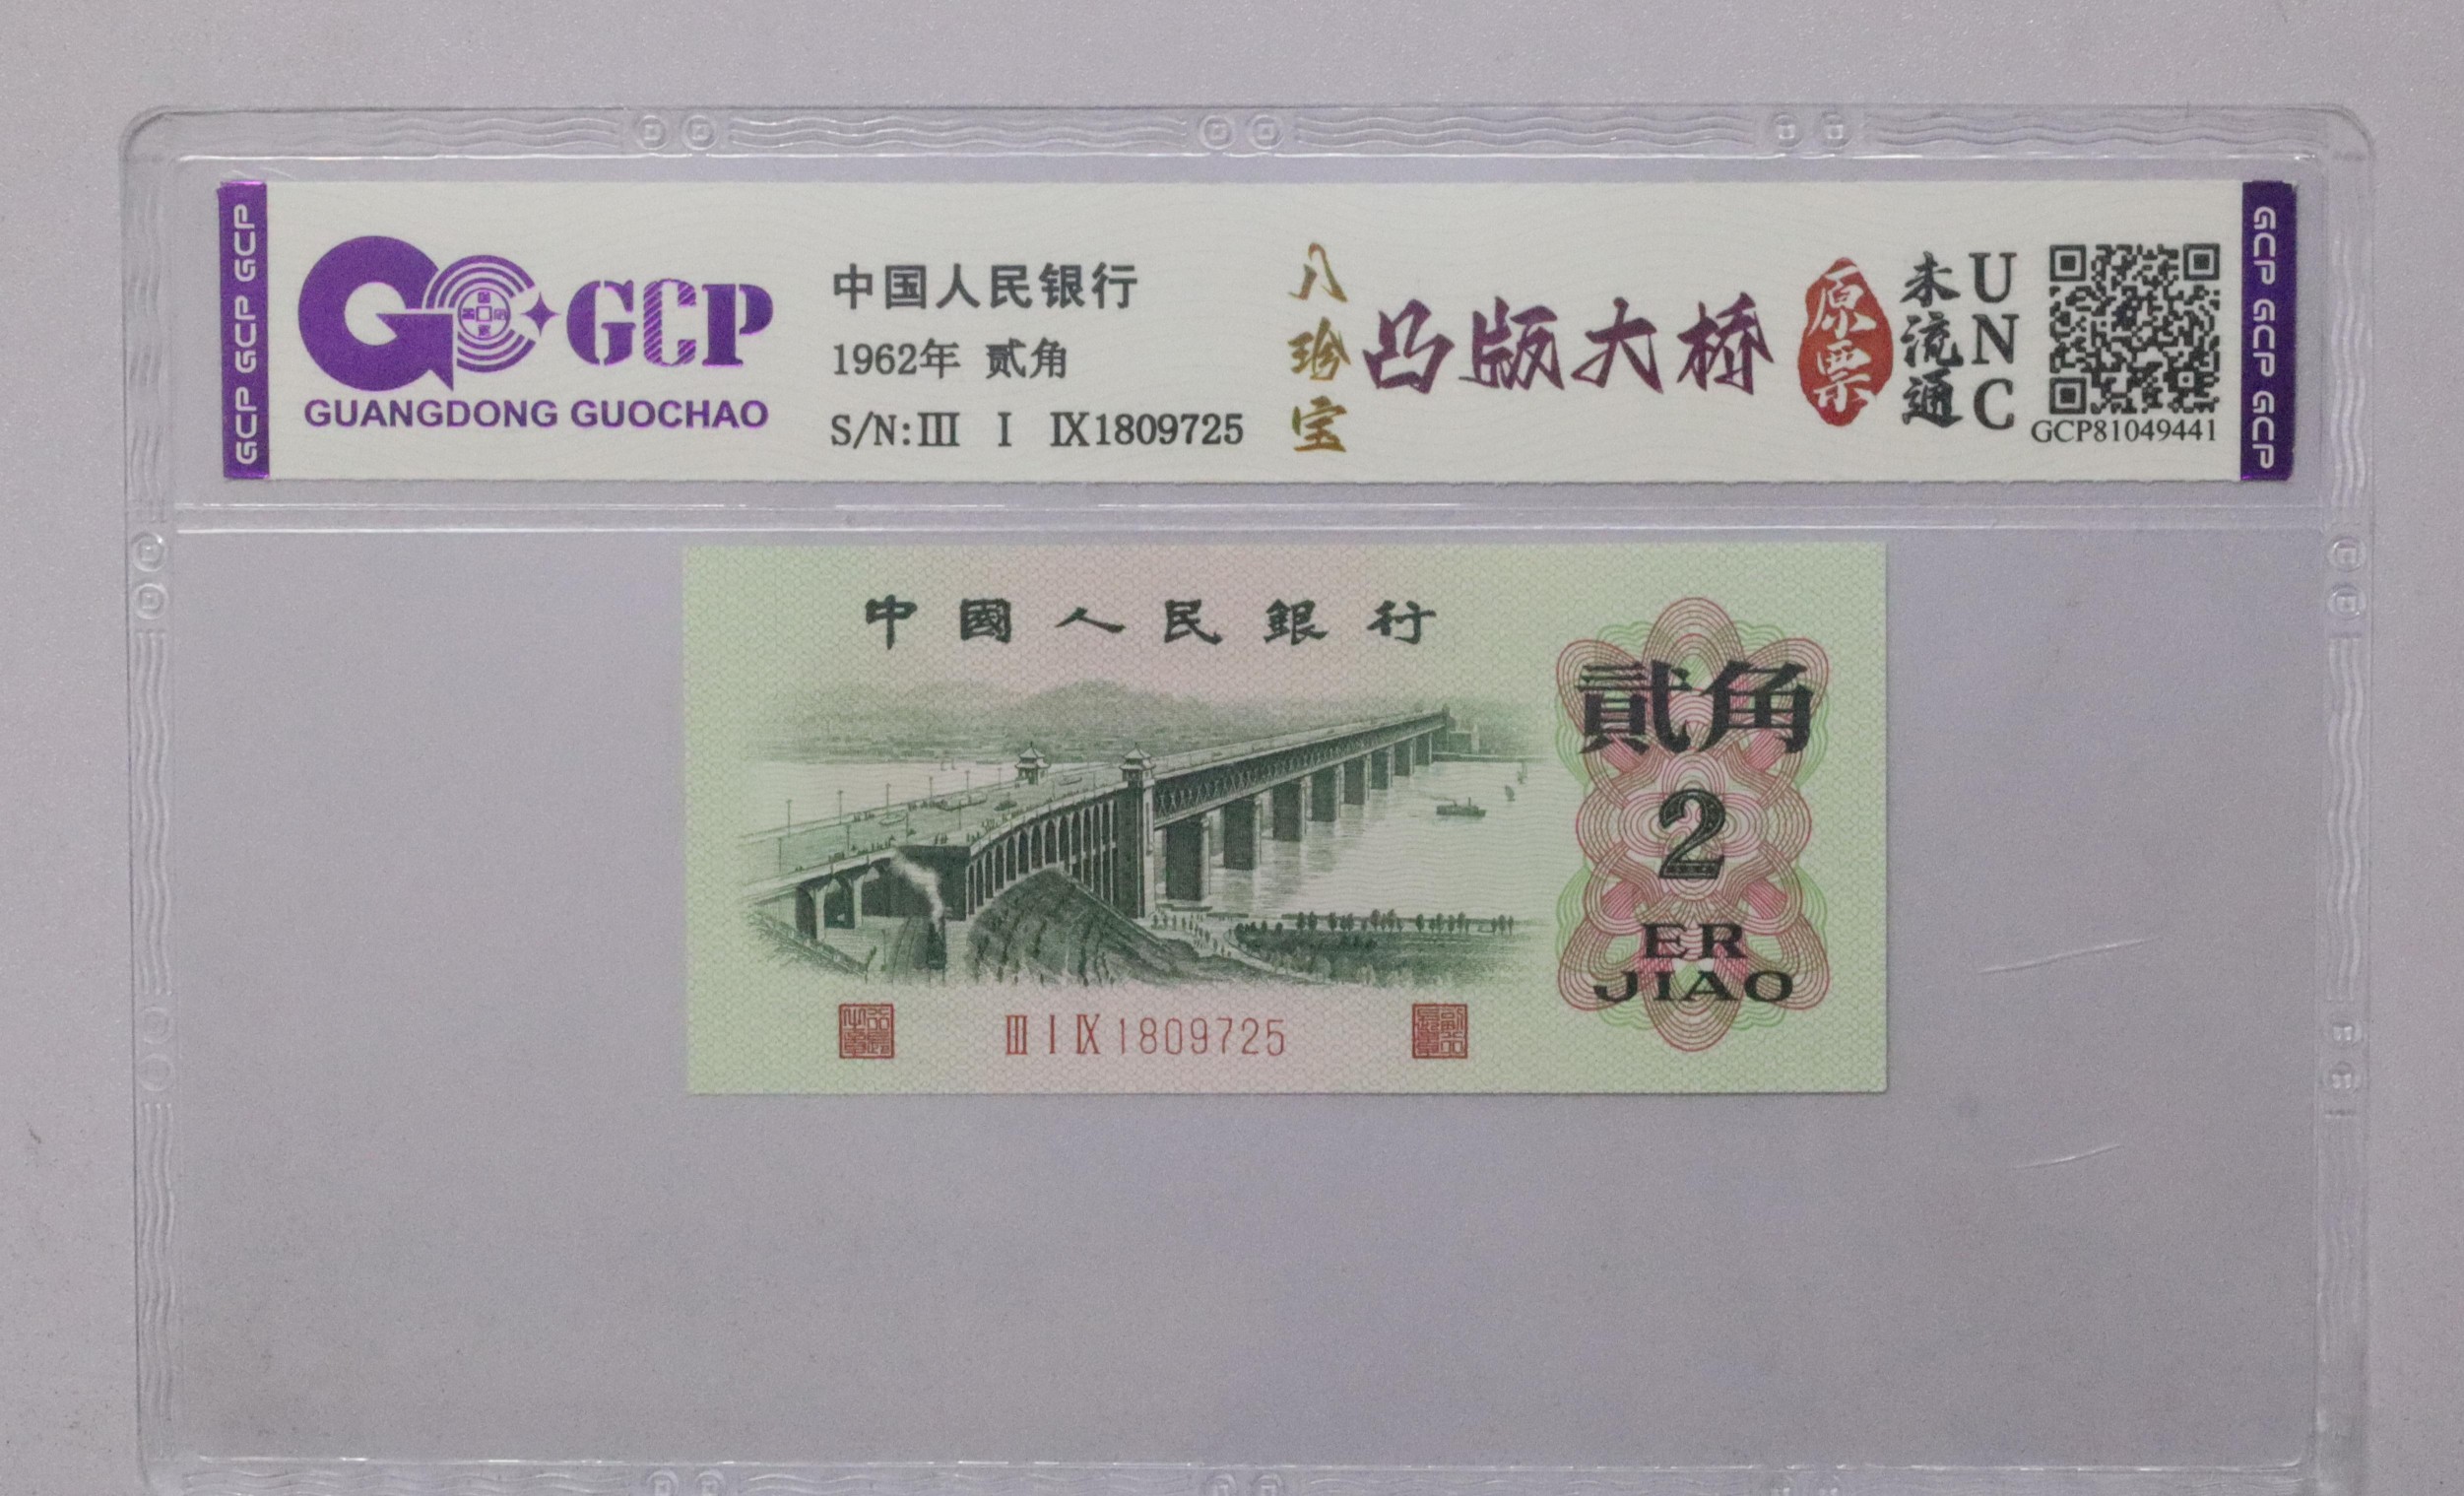 GCP GCP GCP
GCP
GUANGDONG GUOCHAO
中国人民银行
1962年 贰角
S/N:Ⅲ Ⅰ Ⅸ1809725
八珍宝
凸版大桥
原票
未流通
UNC
GCP81049441
GCP GCP GCP
中國人民銀行
貳角
2
ER
JIAO
Ⅲ Ⅰ Ⅸ 1809725